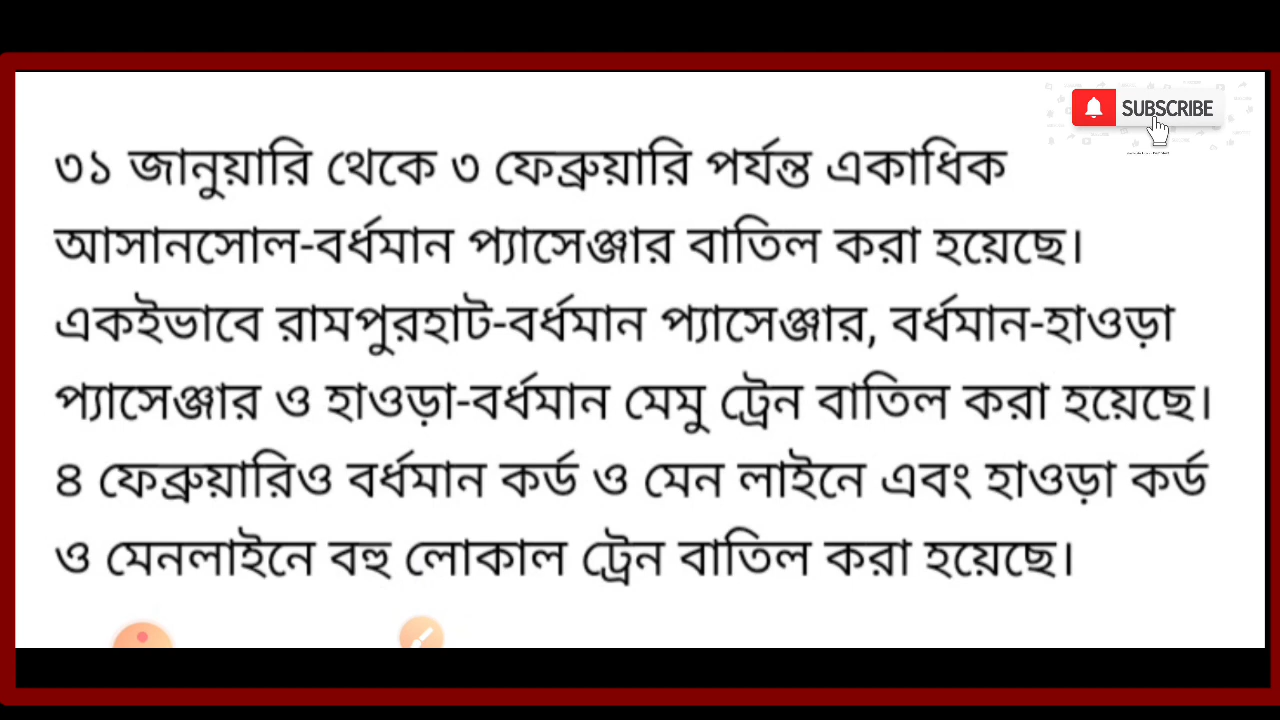 SUBSCRIBE
৩১ জানুয়ারি থেকে ৩ ফেব্রুয়ারি পর্যন্ত একাধিক
আসানসোল-বর্ধমান প্যাসেঞ্জার বাতিল করা হয়েছে।
একইভাবে রামপুরহাট-বর্ধমান প্যাসেঞ্জার, বর্ধমান-হাওড়া
প্যাসেঞ্জার ও হাওড়া-বর্ধমান মেমু ট্রেন বাতিল করা হয়েছে।
৪ ফেব্রুয়ারিও বর্ধমান কর্ড ও মেন লাইনে এবং হাওড়া কর্ড
ও মেনলাইনে বহু লোকাল ট্রেন বাতিল করা হয়েছে।